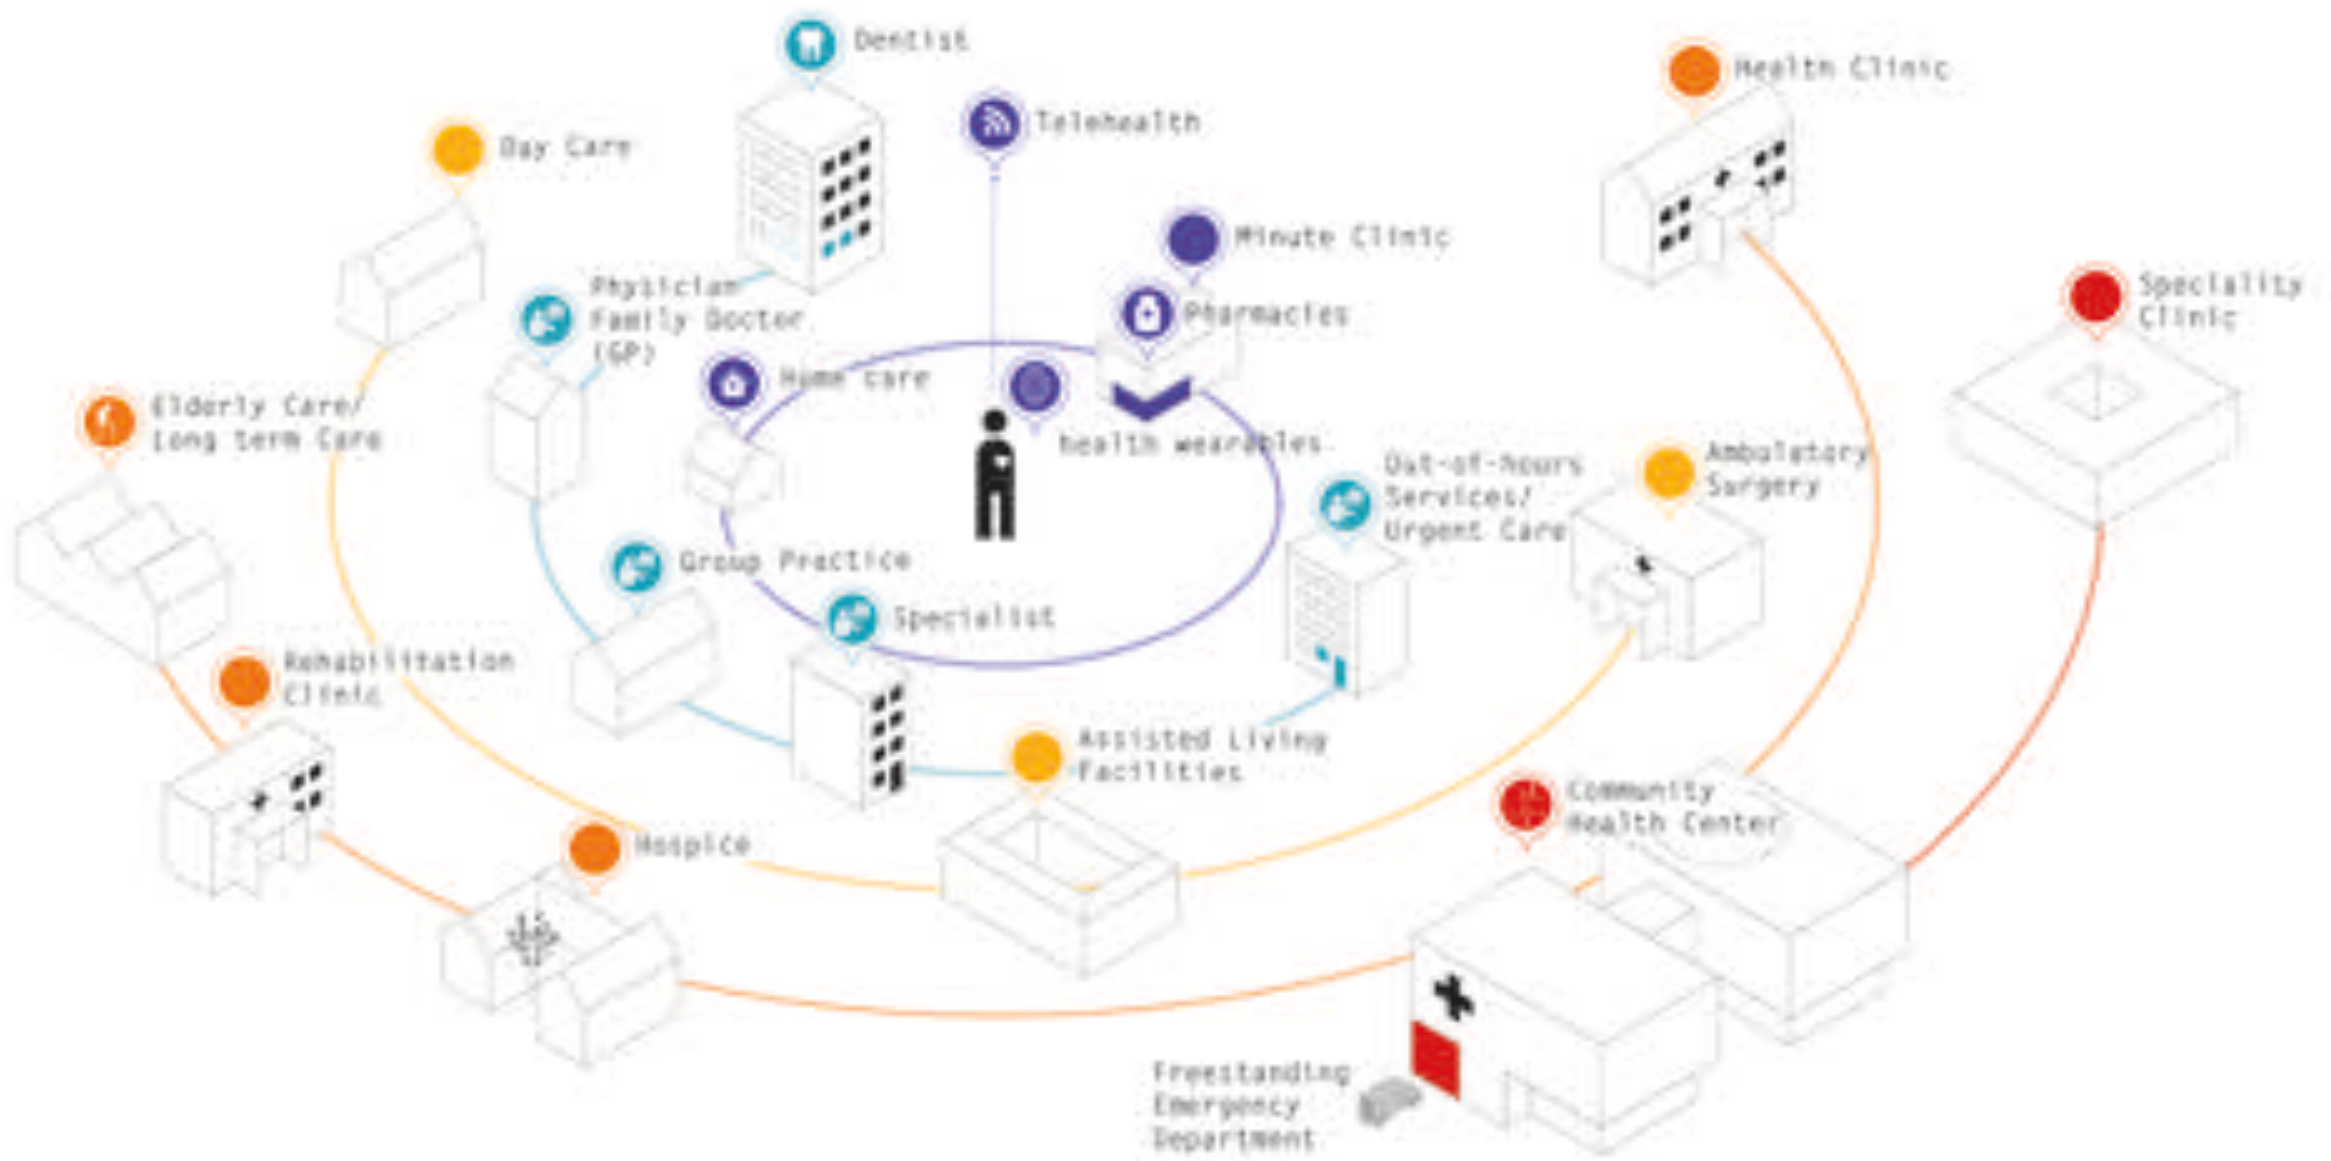 Dentist
Health Clinic
Telehealth
Day Care
Minute Clinic
Physician
Family Doctor
(GP)
Pharmacies
Speciality
Clinic
Home care
Elderly Care/
Long term Care
health wearables
Ambulatory
Surgery
Out-of-hours
Services/
Urgent Care
Group Practice
Specialist
Rehabilitation
Clinic
Assisted Living
Facilities
Community
Health Center
Hospice
Freestanding
Emergency
Department